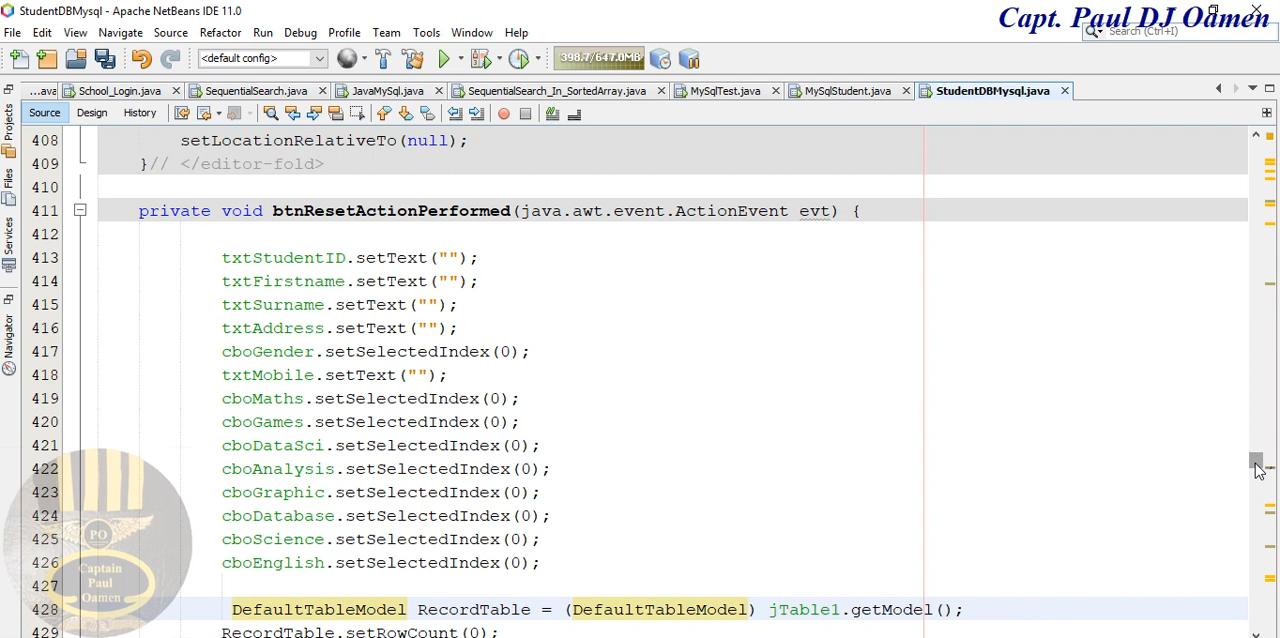 StudentDBMysql - Apache NetBeans IDE 11.0
Capt. Paul DJ Oamen
File Edit View Navigate Source Refactor Run Debug Profile Team Tools Window Help
Search (Ctrl+I)
<default config>
398.7/647.0MB
...ava School_Login.java SequentialSearch.java JavaMySql.java SequentialSearch_In_SortedArray.java MySqlTest.java MySqlStudent.java StudentDBMysql.java
Source Design History
Projects
Files
Services
Navigator
408 setLocationRelativeTo(null);
409 }// </editor-fold>
410
411 private void btnResetActionPerformed(java.awt.event.ActionEvent evt) {
412
413 txtStudentID.setText("");
414 txtFirstname.setText("");
415 txtSurname.setText("");
416 txtAddress.setText("");
417 cboGender.setSelectedIndex(0);
418 txtMobile.setText("");
419 cboMaths.setSelectedIndex(0);
420 cboGames.setSelectedIndex(0);
421 cboDataSci.setSelectedIndex(0);
422 cboAnalysis.setSelectedIndex(0);
423 cboGraphic.setSelectedIndex(0);
424 cboDatabase.setSelectedIndex(0);
425 cboScience.setSelectedIndex(0);
426 cboEnglish.setSelectedIndex(0);
427
428 DefaultTableModel RecordTable = (DefaultTableModel) jTable1.getModel();
429 RecordTable.setRowCount(0);
PO
Captain
Paul
Oamen